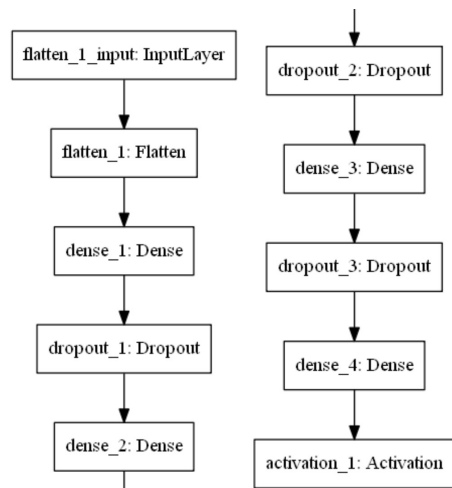 flatten_1_input: InputLayer
flatten_1: Flatten
dense_1: Dense
dropout_1: Dropout
dense_2: Dense
dropout_2: Dropout
dense_3: Dense
dropout_3: Dropout
dense_4: Dense
activation_1: Activation